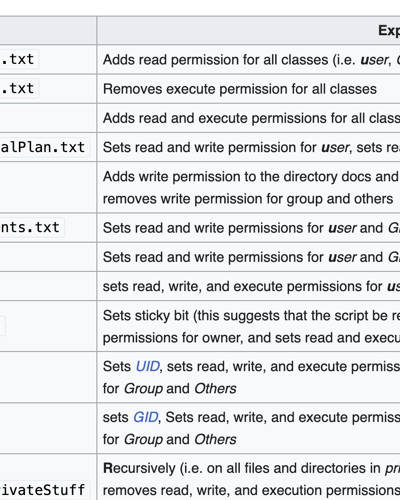 Exp
.txt Adds read permission for all classes (i.e. user,
.txt Removes execute permission for all classes
Adds read and execute permissions for all class
alPlan.txt Sets read and write permission for user, sets re
Adds write permission to the directory docs and
removes write permission for group and others
nts.txt Sets read and write permissions for user and G
Sets read and write permissions for user and G
sets read, write, and execute permissions for us
Sets sticky bit (this suggests that the script be re
permissions for owner, and sets read and execu
Sets UID, sets read, write, and execute permiss
for Group and Others
sets GID, Sets read, write, and execute permiss
for Group and Others
Recursively (i.e. on all files and directories in pri
ivateStuff removes read, write, and execution permissions